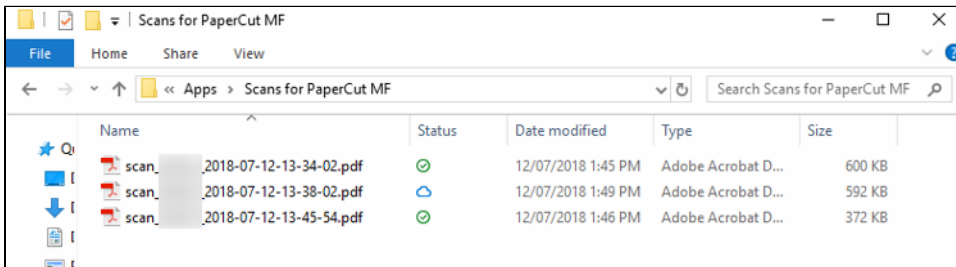 Scans for PaperCut MF
File Home Share View
« Apps › Scans for PaperCut MF Search Scans for PaperCut MF
Name Status Date modified Type Size
scan_ _2018-07-12-13-34-02.pdf 12/07/2018 1:45 PM Adobe Acrobat D... 600 KB
scan_ _2018-07-12-13-38-02.pdf 12/07/2018 1:49 PM Adobe Acrobat D... 592 KB
scan_ _2018-07-12-13-45-54.pdf 12/07/2018 1:46 PM Adobe Acrobat D... 372 KB